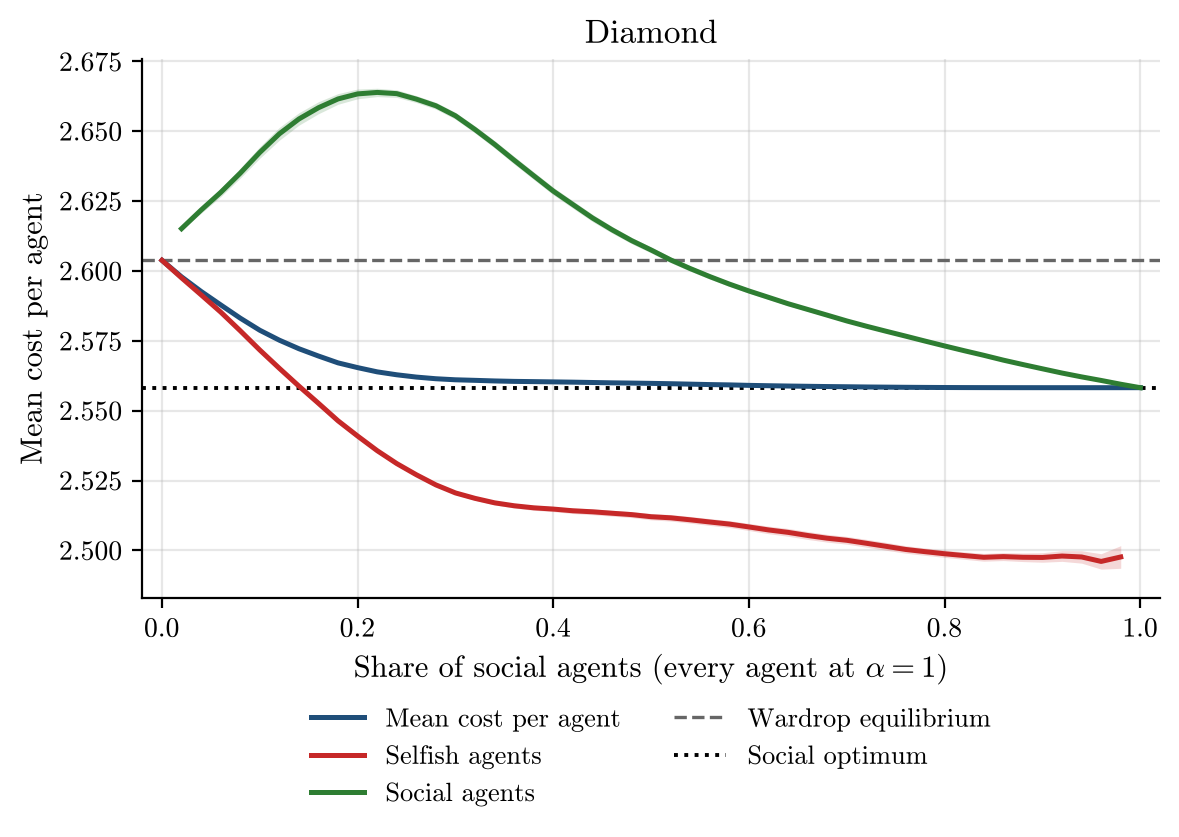 Diamond
2.675
2.650
2.625
2.600
2.575
2.550
2.525
2.500
Mean cost per agent
0.0 0.2 0.4 0.6 0.8 1.0
Share of social agents (every agent at α = 1)
Mean cost per agent
Selfish agents
Social agents
Wardrop equilibrium
Social optimum